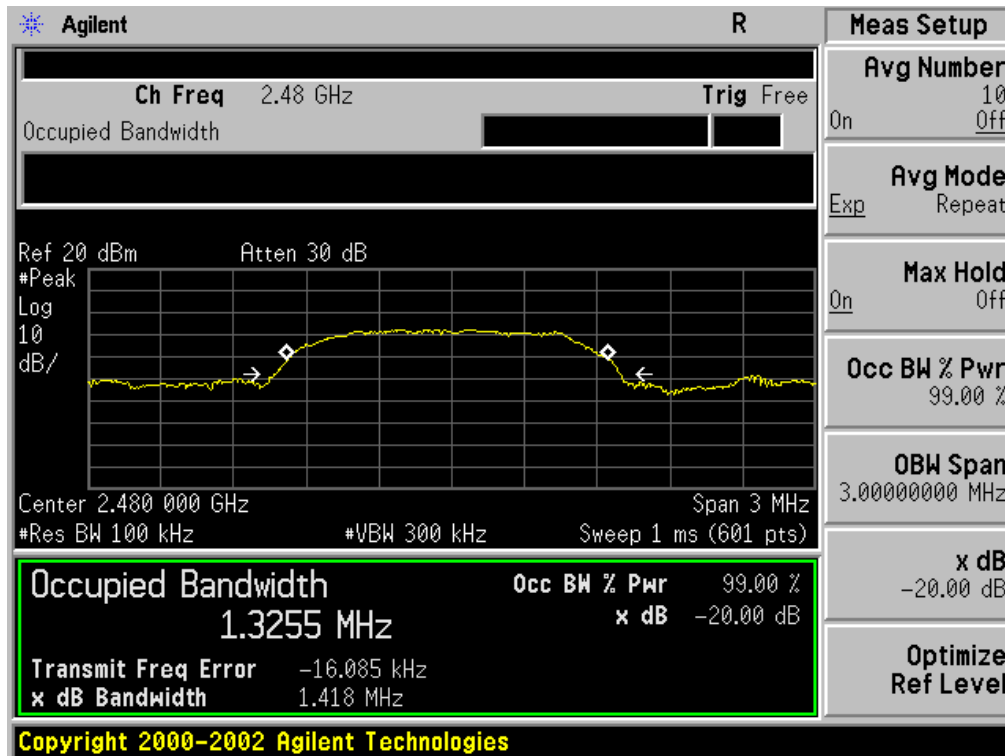 Agilent R
Meas Setup
Ch Freq 2.48 GHz Trig Free
Occupied Bandwidth
Ref 20 dBm Atten 30 dB
#Peak
Log
10
dB/
Center 2.480 000 GHz Span 3 MHz
#Res BW 100 kHz #VBW 300 kHz Sweep 1 ms (601 pts)
Occupied Bandwidth
1.3255 MHz
Occ BW % Pwr 99.00 %
x dB -20.00 dB
Transmit Freq Error -16.085 kHz
x dB Bandwidth 1.418 MHz
Avg Number
10
On Off
Avg Mode
Exp Repeat
Max Hold
On Off
Occ BW % Pwr
99.00 %
OBW Span
3.00000000 MHz
x dB
-20.00 dB
Optimize
Ref Level
Copyright 2000-2002 Agilent Technologies